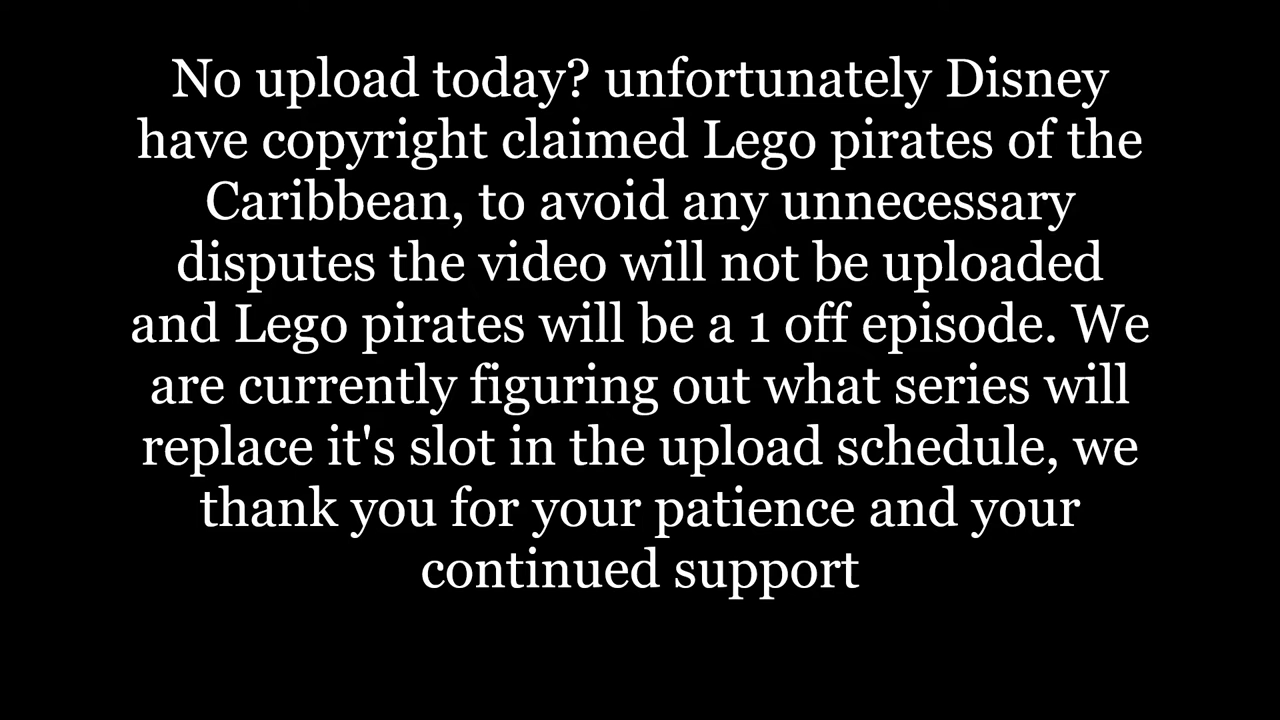 No upload today? unfortunately Disney
have copyright claimed Lego pirates of the
Caribbean, to avoid any unnecessary
disputes the video will not be uploaded
and Lego pirates will be a 1 off episode. We
are currently figuring out what series will
replace it's slot in the upload schedule, we
thank you for your patience and your
continued support